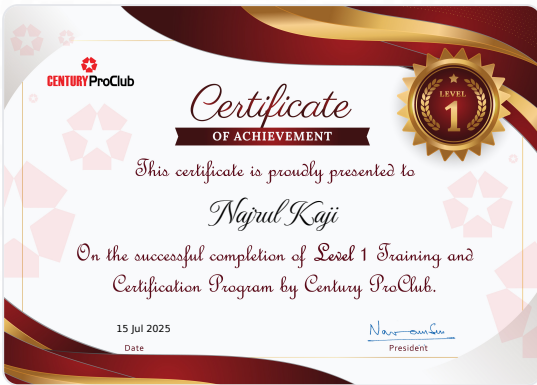 CENTURY ProClub
LEVEL
1
Certificate
OF ACHIEVEMENT
This certificate is proudly presented to
Najrul Kaji
On the successful completion of Level 1 Training and
Certification Program by Century ProClub.
15 Jul 2025
Date
President